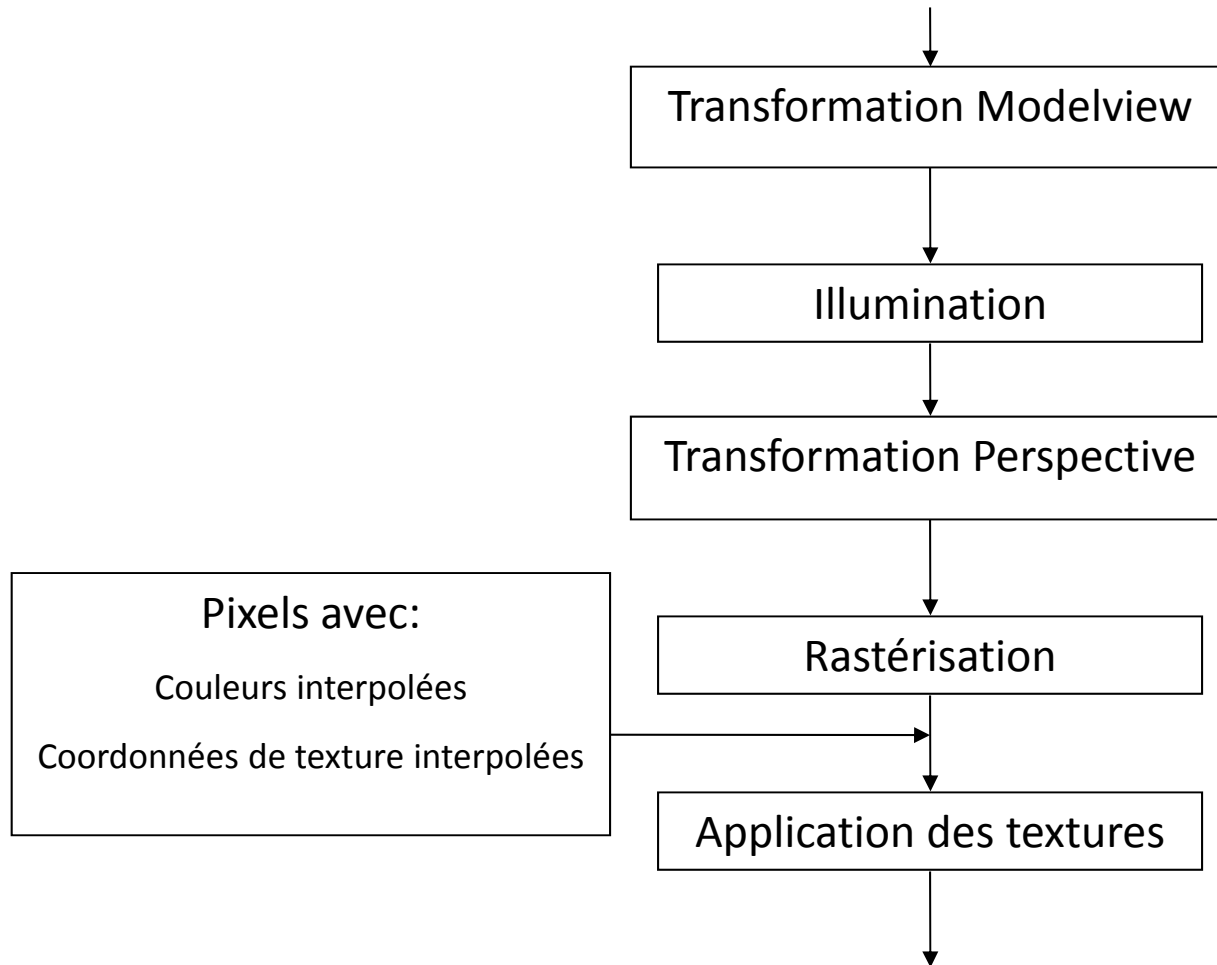 Transformation Modelview
Illumination
Transformation Perspective
Pixels avec:
Couleurs interpolées
Coordonnées de texture interpolées
Rastérisation
Application des textures